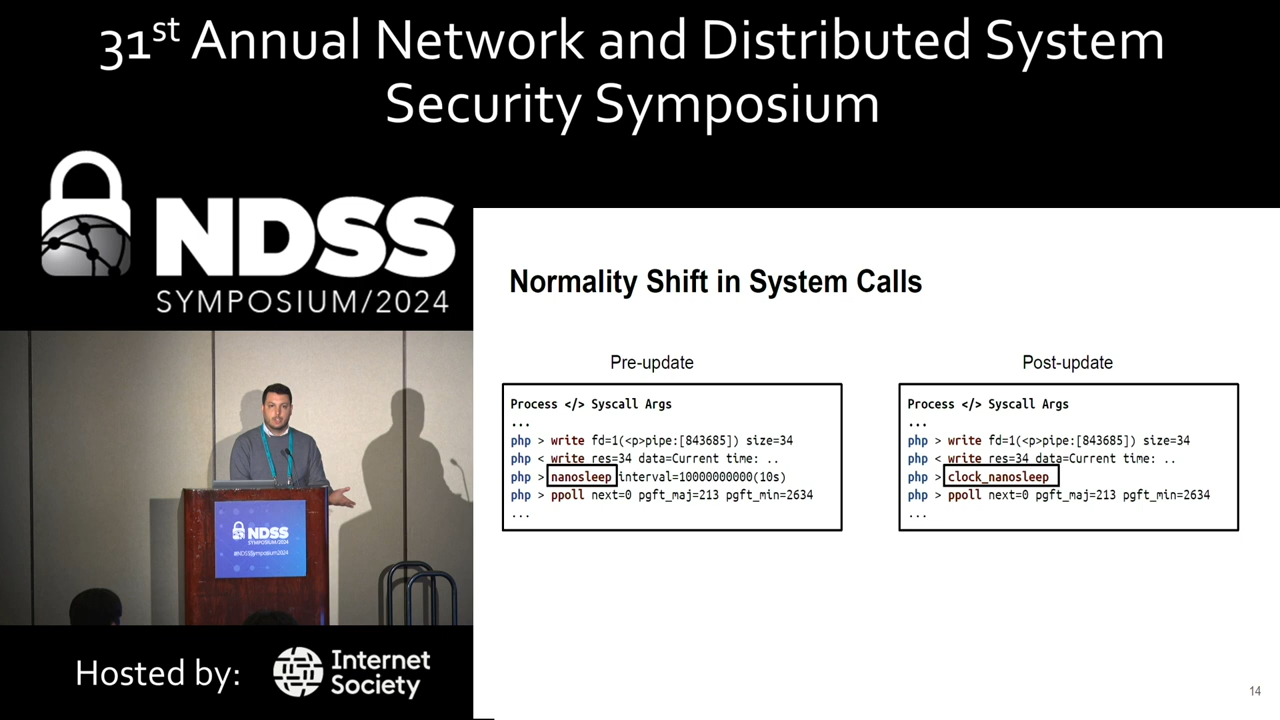 31st Annual Network and Distributed System
Security Symposium
NDSS
SYMPOSIUM/2024
Normality Shift in System Calls
Pre-update
Process </> Syscall Args
...
php > write fd=1(<p>pipe:[843685]) size=34
php < write res=34 data=Current time: ..
php > nanosleep interval=10000000000(10s)
php > ppoll next=0 pgft_maj=213 pgft_min=2634
...
Post-update
Process </> Syscall Args
...
php > write fd=1(<p>pipe:[843685]) size=34
php < write res=34 data=Current time: ..
php > clock_nanosleep
php > ppoll next=0 pgft_maj=213 pgft_min=2634
...
NDSS
SYMPOSIUM/2024
#NDSSSymposium2024
Hosted by:
Internet
Society
14